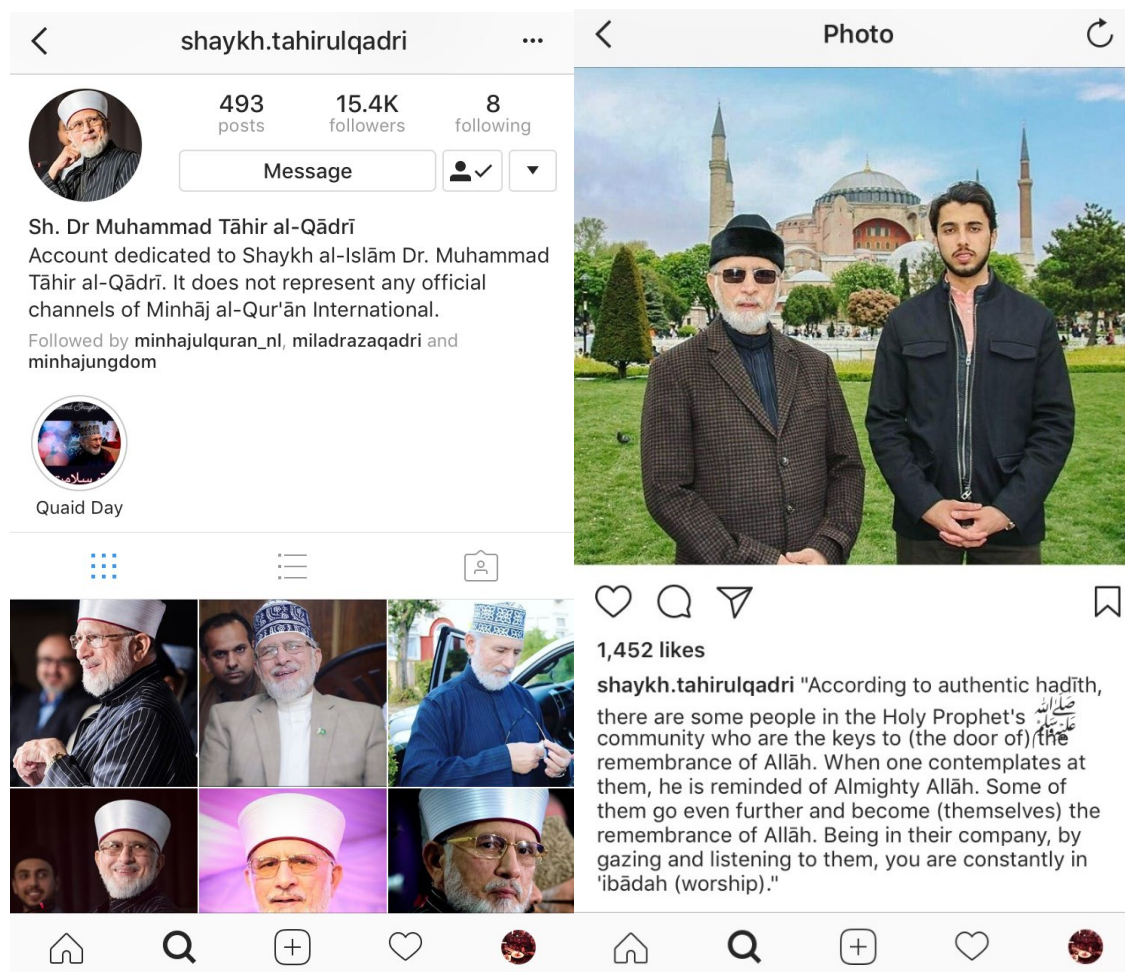 shaykh.tahirulqadri
493
15.4K
8
posts
followers
following
Message
Sh. Dr Muhammad Tāhir al-Qādrī
Account dedicated to Shaykh al-Islām Dr. Muhammad
Tāhir al-Qādrī. It does not represent any official
channels of Minhāj al-Qur'ān International.
Followed by minhajulquran_nl, miladrazaqadri and
minhajungdom
Quaid Day
Photo
1,452 likes
shaykh.tahirulqadri "According to authentic hadīth,
there are some people in the Holy Prophet's ﷺ
community who are the keys to (the door of) the
remembrance of Allāh. When one contemplates at
them, he is reminded of Almighty Allāh. Some of
them go even further and become (themselves) the
remembrance of Allāh. Being in their company, by
gazing and listening to them, you are constantly in
'ibādah (worship)."